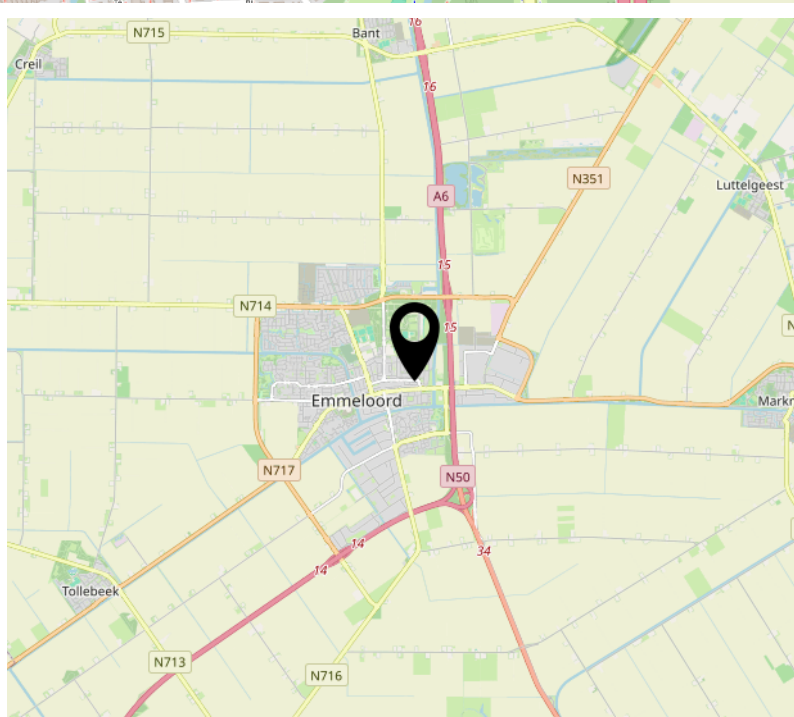 16
N715
Bant
Creil
16
N351
Luttelgeest
A6
15
N714
15
N
Emmeloord
Markn
N717
N50
14
34
14
Tollebeek
N713
N716